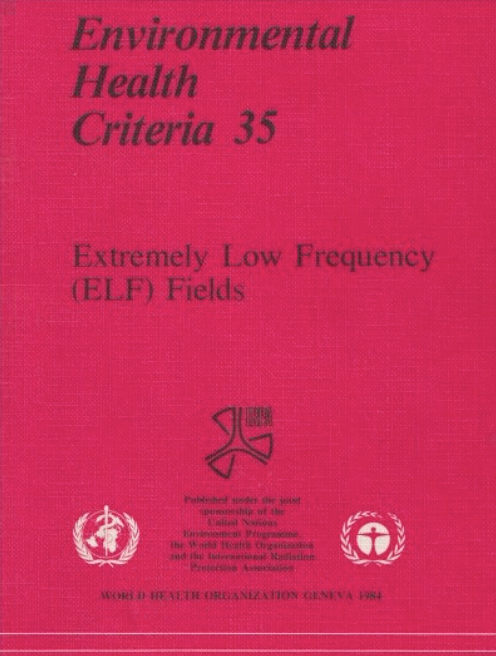 Environmental
Health
Criteria 35
Extremely Low Frequency
(ELF) Fields
Published under the joint
sponsorship of the
United Nations
Environment Programme,
the World Health Organization
and the International Radiation
Protection Association
WORLD HEALTH ORGANIZATION GENEVA 1984